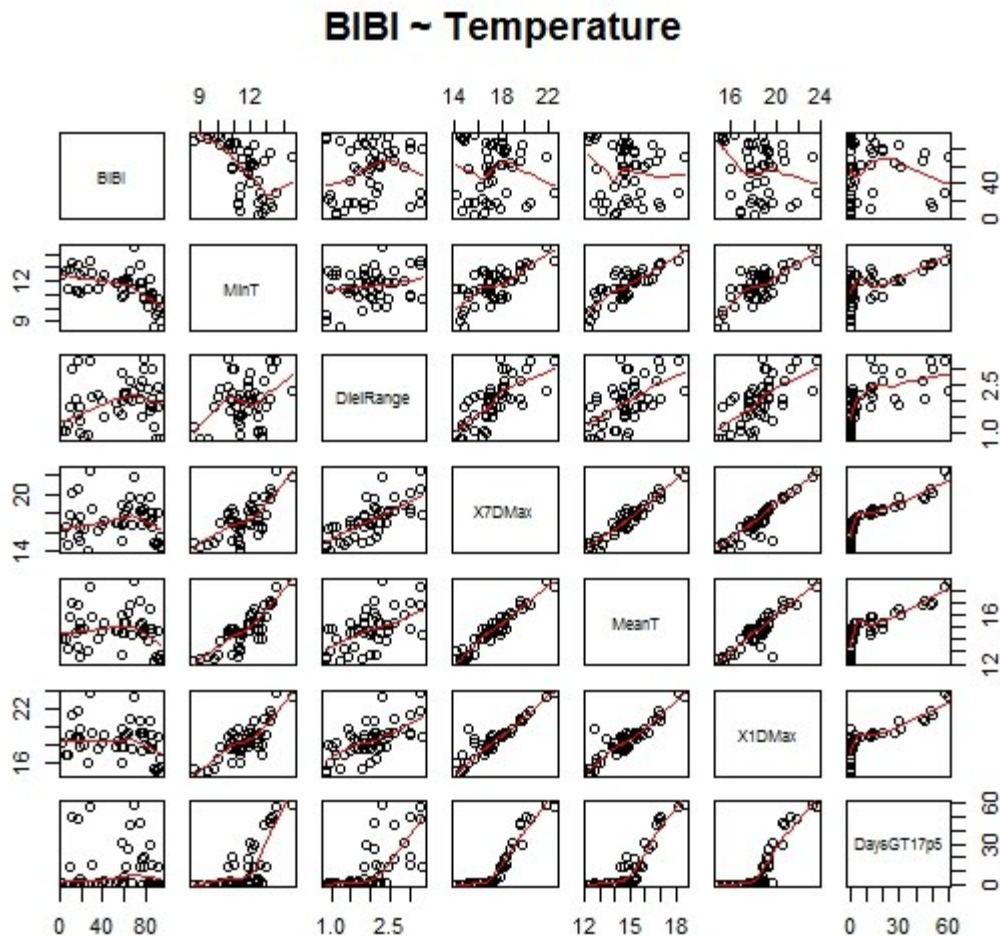 BIBI ~ Temperature
9 12 14 18 22 16 20 24
BIBI
0 40
9 12
MinT
DielRange
1.0 2.5
14 20
X7DMax
MeanT
12 16
16 22
X1DMax
DaysGT17p5
0 30 60
0 40 80 1.0 2.5 12 15 18 0 30 60